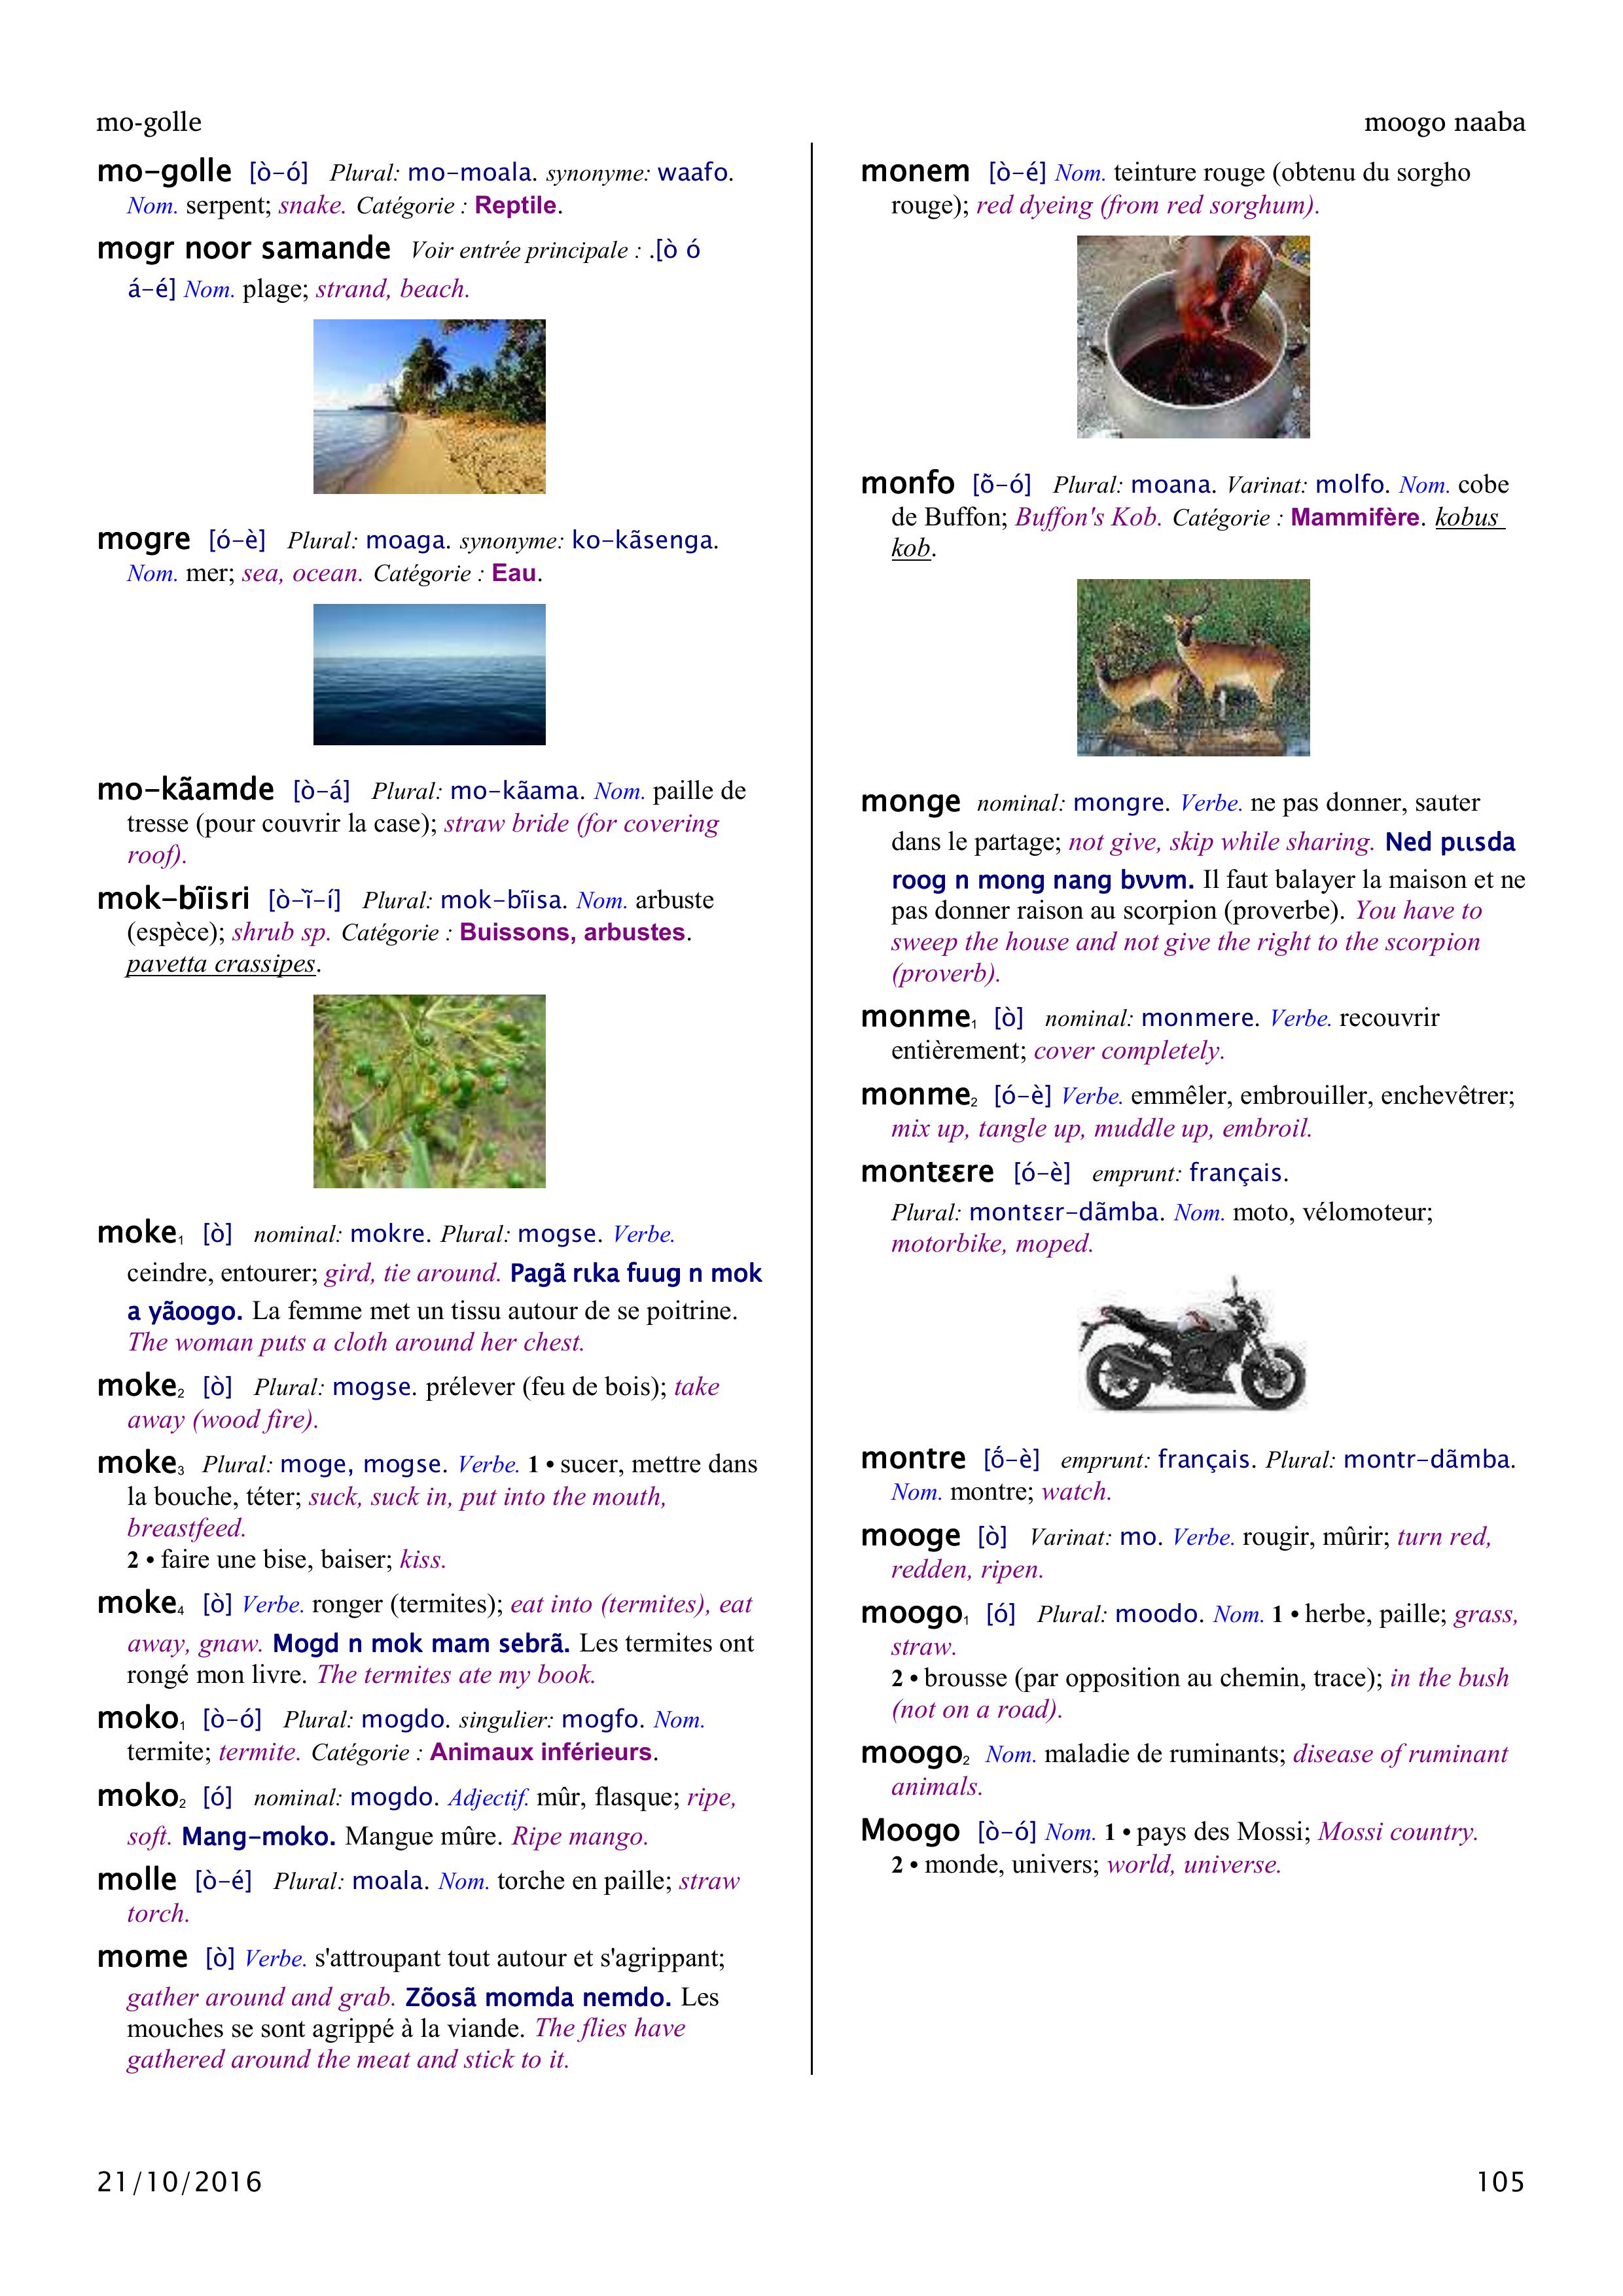 mo-golle
moogo naaba
mo–golle [ò–ó] Plural: mo–moala. synonyme: waafo.
Nom. serpent; snake. Catégorie : Reptile.
mogr noor samande Voir entrée principale : .[ò ó
á–é] Nom. plage; strand, beach.
mogre [ó–è] Plural: moaga. synonyme: ko–kãsenga.
Nom. mer; sea, ocean. Catégorie : Eau.
mo–kãamde [ò–á] Plural: mo–kãama. Nom. paille de
tresse (pour couvrir la case); straw bride (for covering
roof).
mok–bĩisri [ò–ĩ̀–í] Plural: mok–bĩisa. Nom. arbuste
(espèce); shrub sp. Catégorie : Buissons, arbustes.
pavetta crassipes.
moke₁ [ò] nominal: mokre. Plural: mogse. Verbe.
ceindre, entourer; gird, tie around. Pagã rɩka fuug n mok
a yãoogo. La femme met un tissu autour de se poitrine.
The woman puts a cloth around her chest.
moke₂ [ò] Plural: mogse. prélever (feu de bois); take
away (wood fire).
moke₃ Plural: moge, mogse. Verbe. 1 • sucer, mettre dans
la bouche, téter; suck, suck in, put into the mouth,
breastfeed.
2 • faire une bise, baiser; kiss.
moke₄ [ò] Verbe. ronger (termites); eat into (termites), eat
away, gnaw. Mogd n mok mam sebrã. Les termites ont
rongé mon livre. The termites ate my book.
moko₁ [ò–ó] Plural: mogdo. singulier: mogfo. Nom.
termite; termite. Catégorie : Animaux inférieurs.
moko₂ [ó] nominal: mogdo. Adjectif. mûr, flasque; ripe,
soft. Mang–moko. Mangue mûre. Ripe mango.
molle [ò–é] Plural: moala. Nom. torche en paille; straw
torch.
mome [ò] Verbe. s'attroupant tout autour et s'agrippant;
gather around and grab. Zõosã momda nemdo. Les
mouches se sont agrippé à la viande. The flies have
gathered around the meat and stick to it.
monem [ò–é] Nom. teinture rouge (obtenu du sorgho
rouge); red dyeing (from red sorghum).
monfo [õ–ó] Plural: moana. Varinat: molfo. Nom. cobe
de Buffon; Buffon's Kob. Catégorie : Mammifère. kobus
kob.
monge nominal: mongre. Verbe. ne pas donner, sauter
dans le partage; not give, skip while sharing. Ned pɩɩsda
roog n mong nang bʋʋm. Il faut balayer la maison et ne
pas donner raison au scorpion (proverbe). You have to
sweep the house and not give the right to the scorpion
(proverb).
monme₁ [ò] nominal: monmere. Verbe. recouvrir
entièrement; cover completely.
monme₂ [ó–è] Verbe. emmêler, embrouiller, enchevêtrer;
mix up, tangle up, muddle up, embroil.
montɛɛre [ó–è] emprunt: français.
Plural: montɛɛr–dãmba. Nom. moto, vélomoteur;
motorbike, moped.
montre [ṍ–è] emprunt: français. Plural: montr–dãmba.
Nom. montre; watch.
mooge [ò] Varinat: mo. Verbe. rougir, mûrir; turn red,
redden, ripen.
moogo₁ [ó] Plural: moodo. Nom. 1 • herbe, paille; grass,
straw.
2 • brousse (par opposition au chemin, trace); in the bush
(not on a road).
moogo₂ Nom. maladie de ruminants; disease of ruminant
animals.
Moogo [ò–ó] Nom. 1 • pays des Mossi; Mossi country.
2 • monde, univers; world, universe.
21/10/2016
105